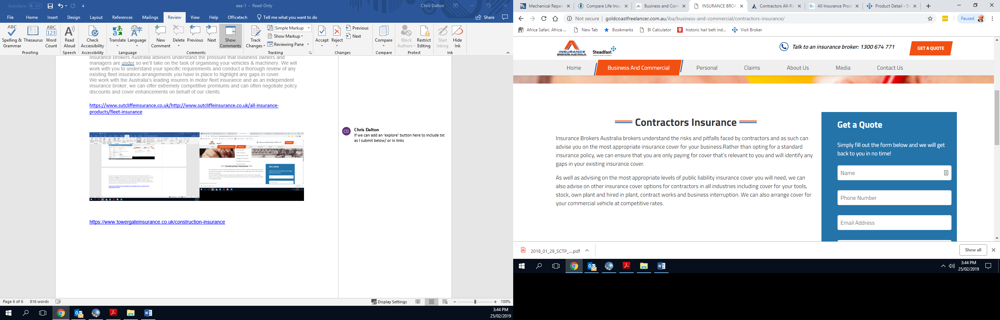 AutoSave Off
aaa-1 - Read-Only
Chris Dalton
File Home Insert Design Layout References Mailings Review View Help Officetech Tell me what you want to do
Share
ABC Spelling & Grammar
Thesaurus
ABC 123 Word Count
Read Aloud
Check Accessibility
Translate
Language
New Comment
Delete
Previous
Next
Show Comments
Track Changes
Simple Markup
Show Markup
Reviewing Pane
Accept
Reject
Previous
Next
Compare
Block Authors
Restrict Editing
Start Inking
Hide Ink
Proofing Speech Accessibility Language Comments Tracking Changes Compare Protect Ink
Insurance Brokers Australia advisers understand the pressure that Business owners and
managers are under so we'll take on the task of organising your vehicles & machinery. We will
work with you to understand your specific requirements and conduct a thorough review of any
existing fleet insurance arrangements you have in place to highlight any gaps in cover.
We work with the Australia's leading insurers in motor fleet insurance and as an independent
insurance broker, we can offer extremely competitive premiums and can often negotiate policy
discounts and cover enhancements on behalf of our clients.
https://www.sutcliffeinsurance.co.uk/http://www.sutcliffeinsurance.co.uk/all-insurance-
products/fleet-insurance
Construction Insurance
Get a Quote
https://www.towergateinsurance.co.uk/construction-insurance
CD Chris Dalton
If we can add an 'explore' button here to include txt
as I submit below/ or in links
Page 6 of 6 816 words
Display Settings
100%
3:44 PM
25/02/2019
Mechanical Repair
Compare Life Insu
Business and Com
INSURANCE BROK
Contractors All-Ris
All Insurance Prod
Product Detail - St
Not secure goldcoastfreelancer.com.au/iba/business-and-commercial/contractors-insurance/
Paused
Africa Safari, Africa ... New Tab Bookmarks BI Calculator historic hail belt ind... Visit Broker
INSURANCE
BROKERS AUSTRALIA
Steadfast
Talk to an insurance broker: 1300 674 771
GET A QUOTE
Home Business And Commercial Personal Claims About Us Media Contact Us
Contractors Insurance
Insurance Brokers Australia brokers understand the risks and pitfalls faced by contractors and as such can
advise you on the most appropriate insurance cover for your business.Rather than opting for a standard
insurance policy, we can ensure that you are only paying for cover that's relevant to you and will identify any
gaps in your existing insurance cover.
As well as advising on the most appropriate levels of public liability insurance cover you will need, we can
also advise on other insurance cover options for contractors in all industries including cover for your tools,
stock, own plant and hired in plant, contract works and business interruption. We can also arrange cover for
your commercial vehicle at competitive rates.
Get a Quote
Simply fill out the form below and we will get
back to you in no time!
Name
Phone Number
Email Address
2018_01_29_SCTP_....pdf
Show all
3:44 PM
25/02/2019